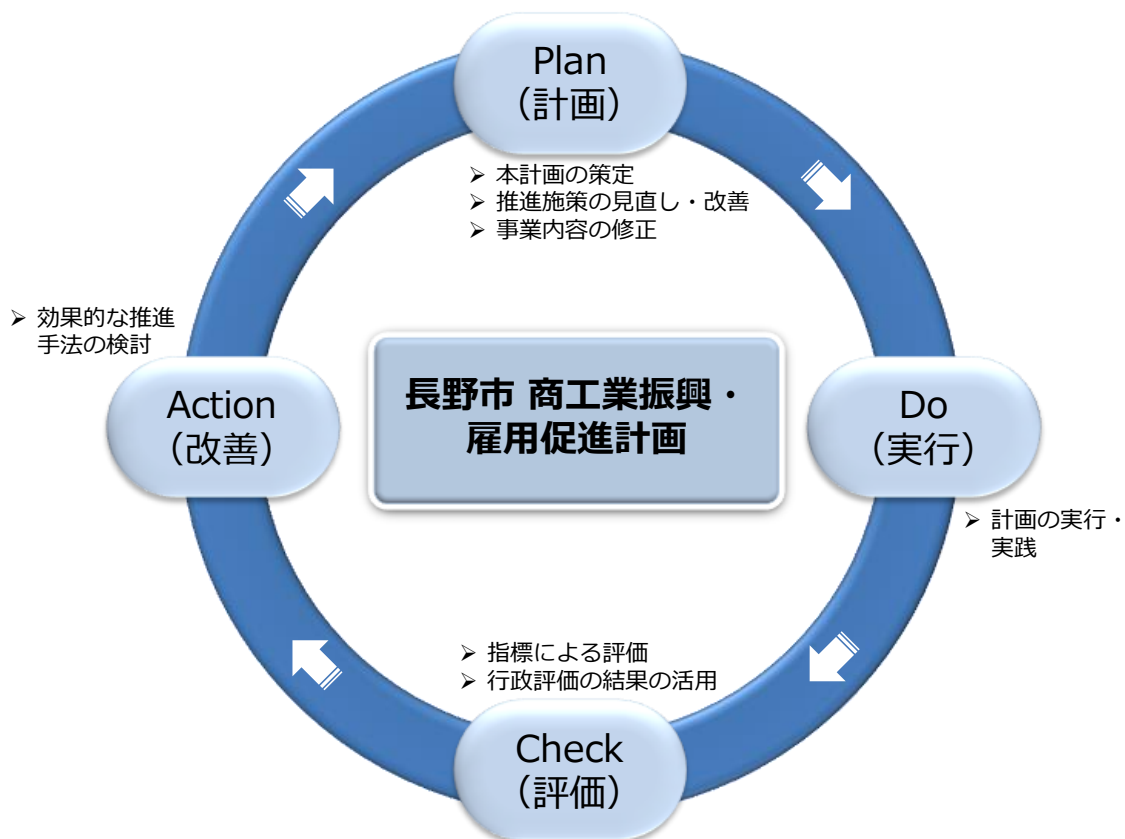 Plan
（計画）
➢ 本計画の策定
➢ 推進施策の見直し・改善
➢ 事業内容の修正
➢ 効果的な推進
手法の検討
Action
（改善）
長野市 商工業振興・
雇用促進計画
Do
（実行）
➢ 計画の実行・
実践
➢ 指標による評価
➢ 行政評価の結果の活用
Check
（評価）